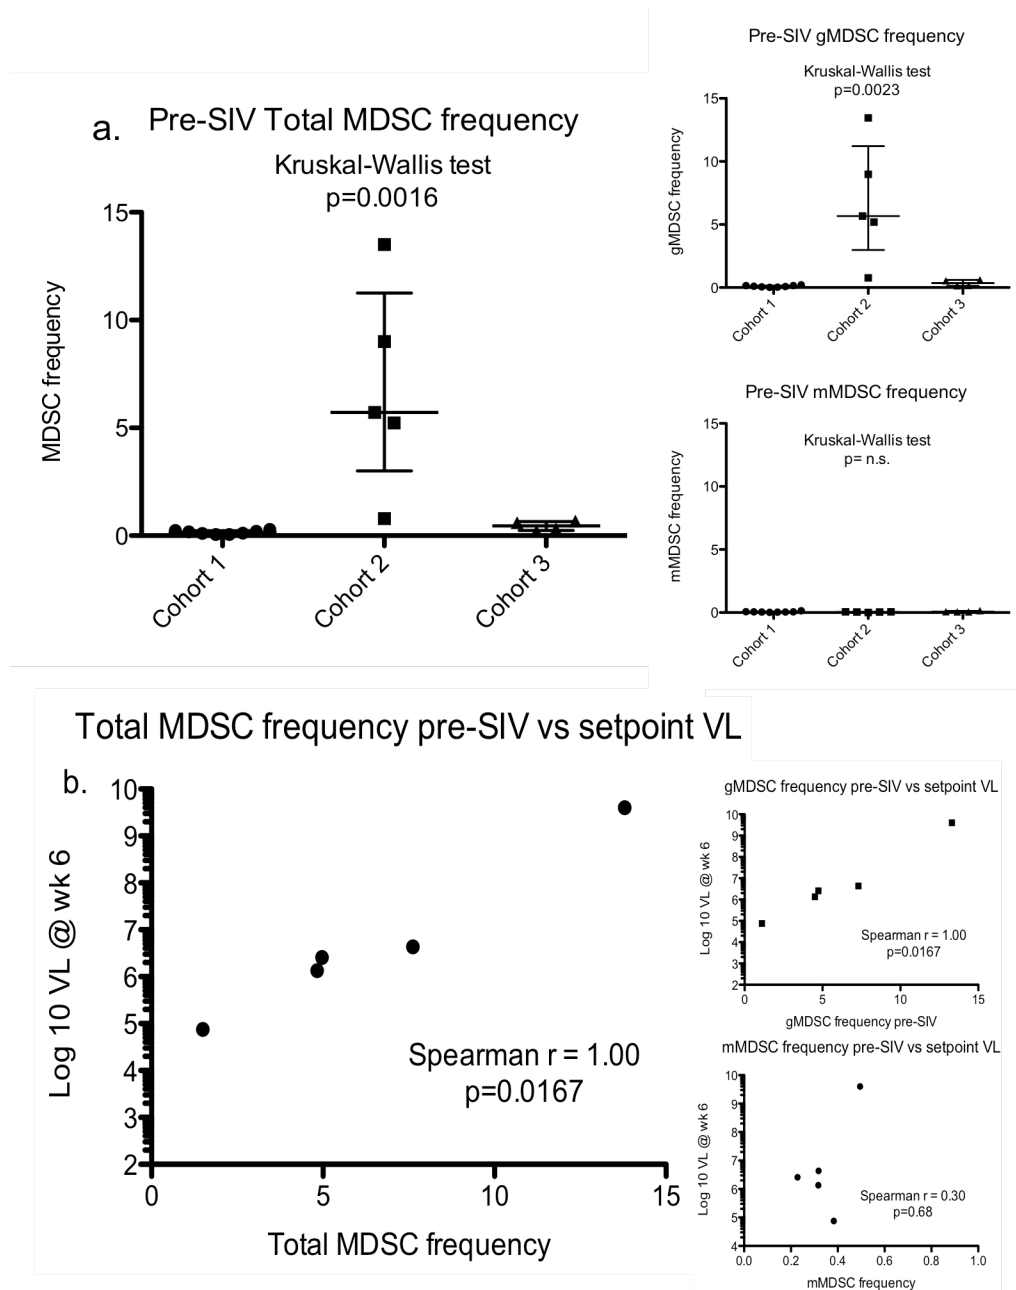 a.
Pre-SIV Total MDSC frequency
Kruskal-Wallis test
p=0.0016
MDSC frequency
15
10
5
0
Cohort 1
Cohort 2
Cohort 3
Pre-SIV gMDSC frequency
Kruskal-Wallis test
p=0.0023
gMDSC frequency
15
10
5
0
Cohort 1
Cohort 2
Cohort 3
Pre-SIV mMDSC frequency
Kruskal-Wallis test
p= n.s.
mMDSC frequency
15
10
5
0
Cohort 1
Cohort 2
Cohort 3
Total MDSC frequency pre-SIV vs setpoint VL
b.
Log 10 VL @ wk 6
10
9
8
7
6
5
4
3
2
Spearman r = 1.00
p=0.0167
0 5 10 15
Total MDSC frequency
gMDSC frequency pre-SIV vs setpoint VL
Log 10 VL @ wk 6
10
9
8
7
6
5
4
3
2
Spearman r = 1.00
p=0.0167
0 5 10 15
gMDSC frequency pre-SIV
mMDSC frequency pre-SIV vs setpoint VL
Log 10 VL @ wk 6
10
9
8
7
6
5
4
Spearman r = 0.30
p=0.68
0.0 0.2 0.4 0.6 0.8 1.0
mMDSC frequency